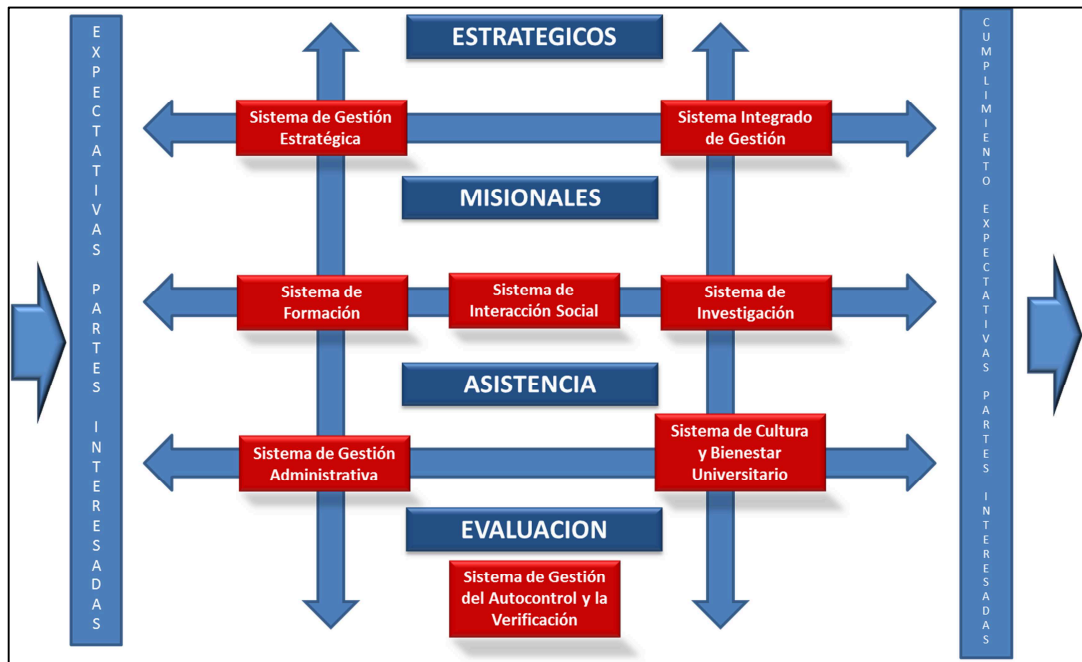 EXPECTATIVAS PARTES INTERESADAS
ESTRATEGICOS
Sistema de Gestión
Estratégica
Sistema Integrado
de Gestión
MISIONALES
Sistema de
Formación
Sistema de
Interacción Social
Sistema de
Investigación
ASISTENCIA
Sistema de Gestión
Administrativa
Sistema de Cultura
y Bienestar
Universitario
EVALUACION
Sistema de Gestión
del Autocontrol y la
Verificación
CUMPLIMIENTO EXPECTATIVAS PARTES INTERESADAS